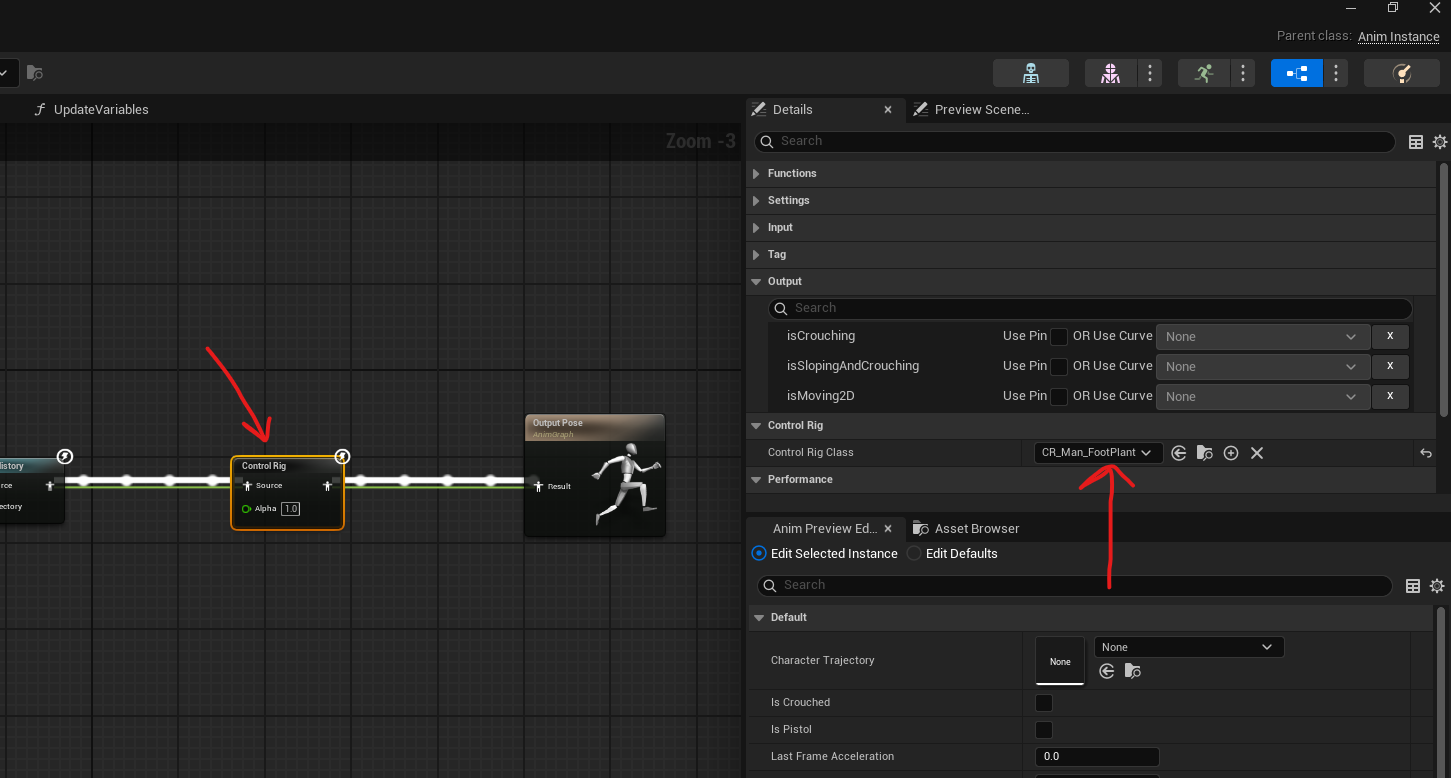 Parent class: Anim Instance
UpdateVariables
Details
Preview Scene...
Zoom -3
Search
Functions
Settings
Input
Tag
Output
Search
isCrouching Use Pin OR Use Curve None X
isSlopingAndCrouching Use Pin OR Use Curve None X
isMoving2D Use Pin OR Use Curve None X
Control Rig
Control Rig Class CR_Man_FootPlant
Performance
Output Pose
AnimGraph
Result
Control Rig
Source
Alpha 1.0
Anim Preview Ed... Asset Browser
Edit Selected Instance Edit Defaults
Search
Default
Character Trajectory None None
Is Crouched
Is Pistol
Last Frame Acceleration 0.0